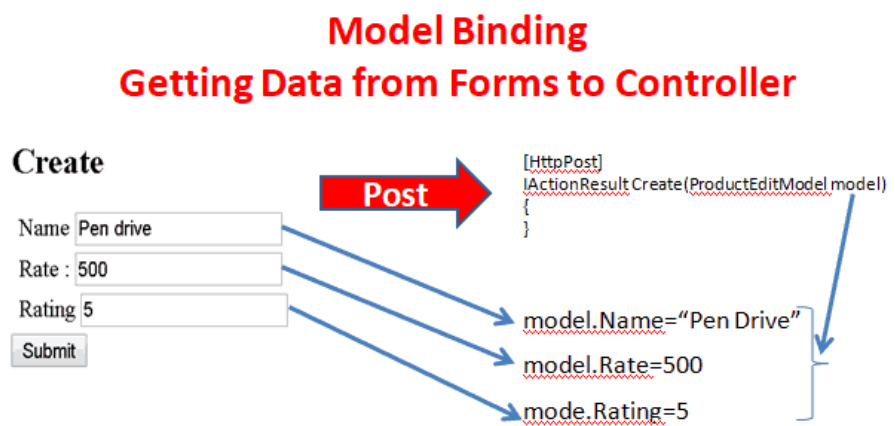 Model Binding
Getting Data from Forms to Controller
Create
Name Pen drive
Rate : 500
Rating 5
Submit
Post
[HttpPost]
IActionResult Create(ProductEditModel model)
{
}
model.Name=“Pen Drive”
model.Rate=500
mode.Rating=5